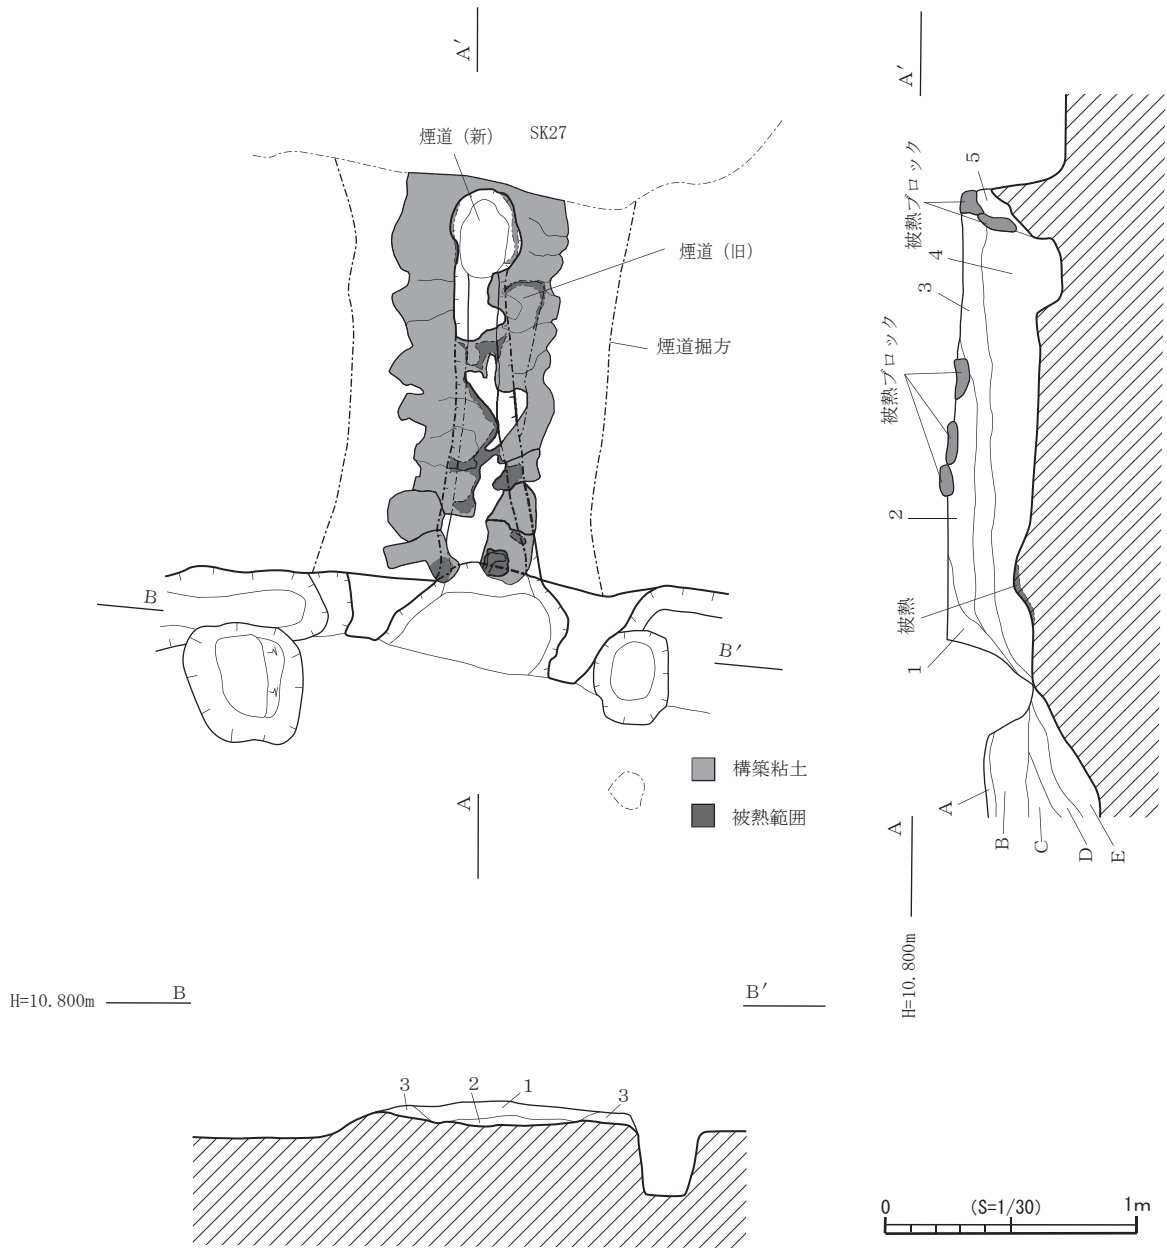 A′
煙道（新）
SK27
煙道（旧）
煙道掘方
B
B′
A
構築粘土
被熱範囲
A′
被熱ブロック
5
4
3
被熱ブロック
2
被熱
1
A
B
C
D
E
A
H=10.800m
H=10.800m
B
B′
3
2
1
3
0
(S=1/30)
1m